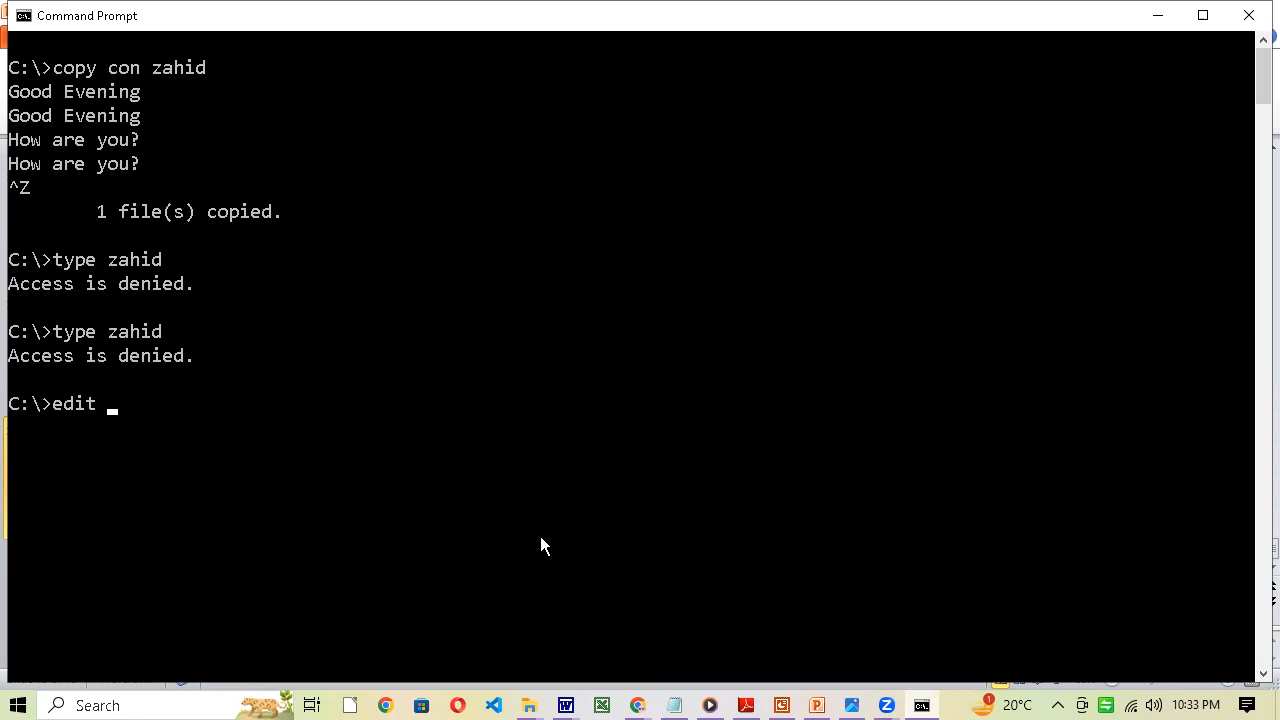 Command Prompt
C:\>copy con zahid
Good Evening
Good Evening
How are you?
How are you?
^Z
        1 file(s) copied.
C:\>type zahid
Access is denied.
C:\>type zahid
Access is denied.
C:\>edit _
Search
1
20°C
10:33 PM